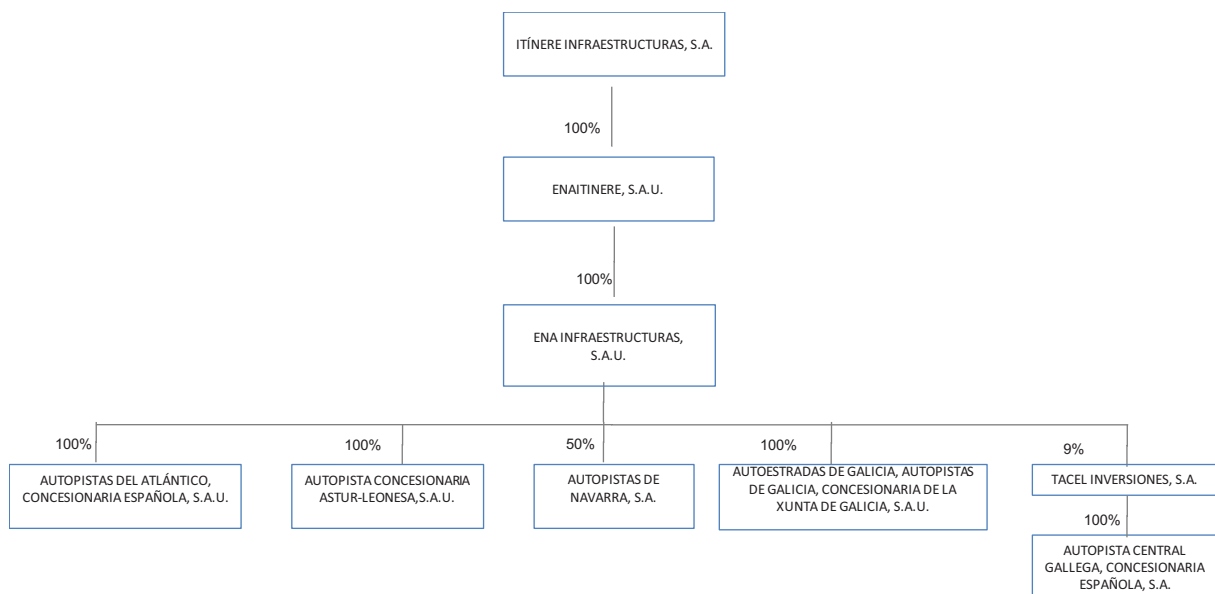 ITÍNERE INFRAESTRUCTURAS, S.A.
100%
ENAITINERE, S.A.U.
100%
ENA INFRAESTRUCTURAS,
S.A.U.
100%
100%
50%
100%
9%
AUTOPISTAS DEL ATLÁNTICO,
CONCESIONARIA ESPAÑOLA, S.A.U.
AUTOPISTA CONCESIONARIA
ASTUR-LEONESA,S.A.U.
AUTOPISTAS DE
NAVARRA, S.A.
AUTOESTRADAS DE GALICIA, AUTOPISTAS
DE GALICIA, CONCESIONARIA DE LA
XUNTA DE GALICIA, S.A.U.
TACEL INVERSIONES, S.A.
100%
AUTOPISTA CENTRAL
GALLEGA, CONCESIONARIA
ESPAÑOLA, S.A.